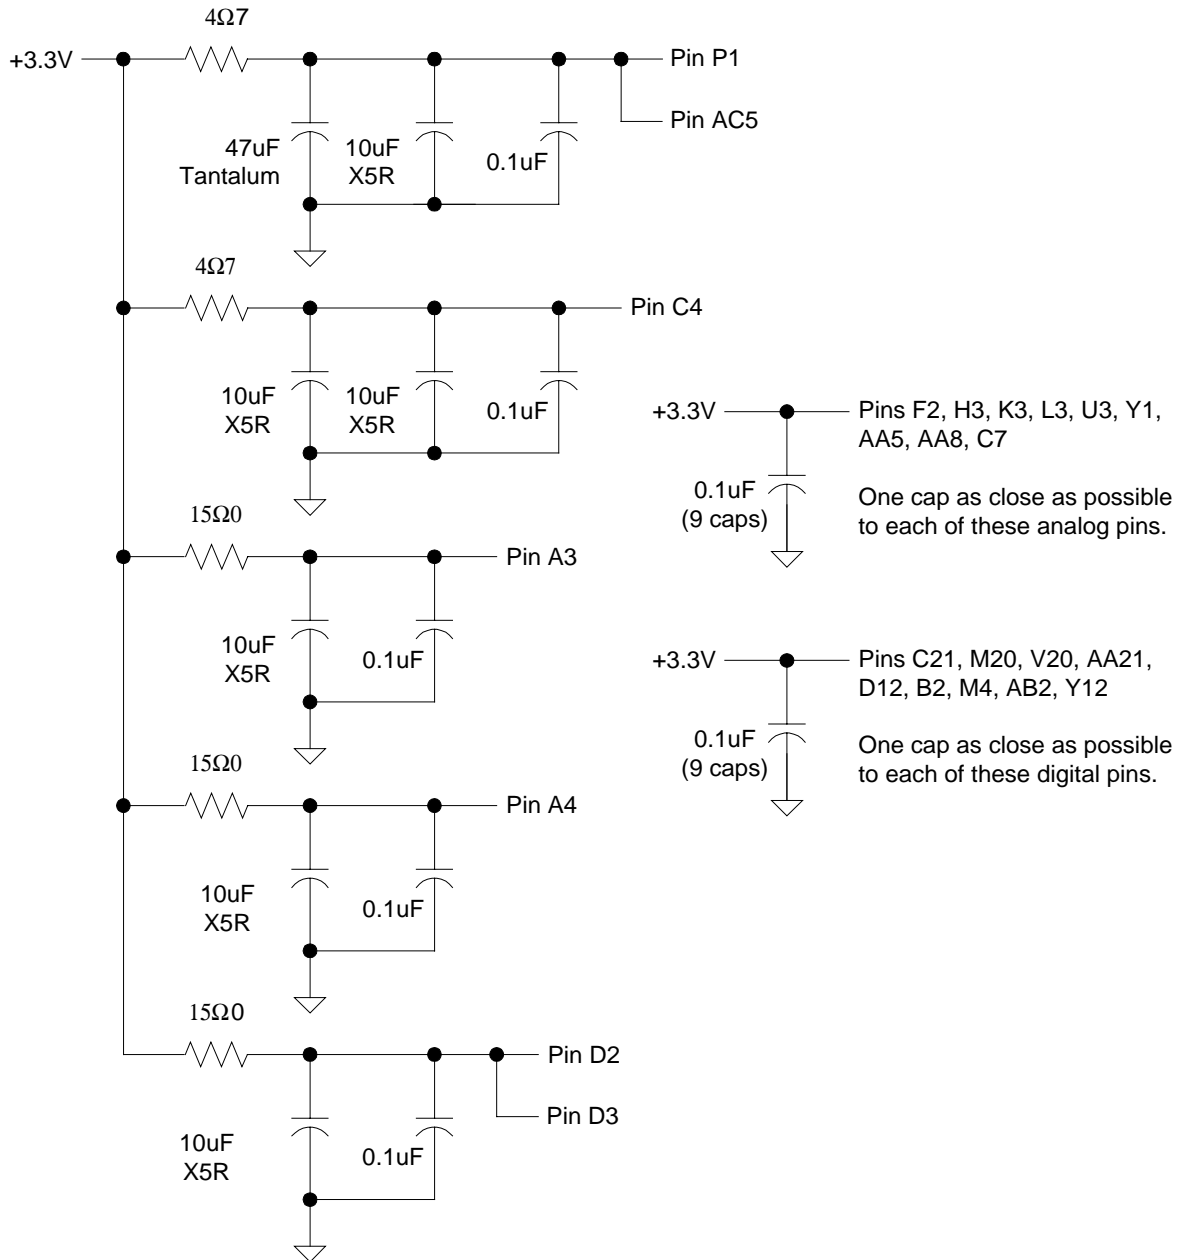 4Ω7
+3.3V
Pin P1
Pin AC5
47uF
Tantalum
10uF
X5R
0.1uF
4Ω7
Pin C4
10uF
X5R
10uF
X5R
0.1uF
+3.3V
Pins F2, H3, K3, L3, U3, Y1,
AA5, AA8, C7
0.1uF
(9 caps)
One cap as close as possible
to each of these analog pins.
15Ω0
Pin A3
10uF
X5R
0.1uF
+3.3V
Pins C21, M20, V20, AA21,
D12, B2, M4, AB2, Y12
0.1uF
(9 caps)
One cap as close as possible
to each of these digital pins.
15Ω0
Pin A4
10uF
X5R
0.1uF
15Ω0
Pin D2
Pin D3
10uF
X5R
0.1uF